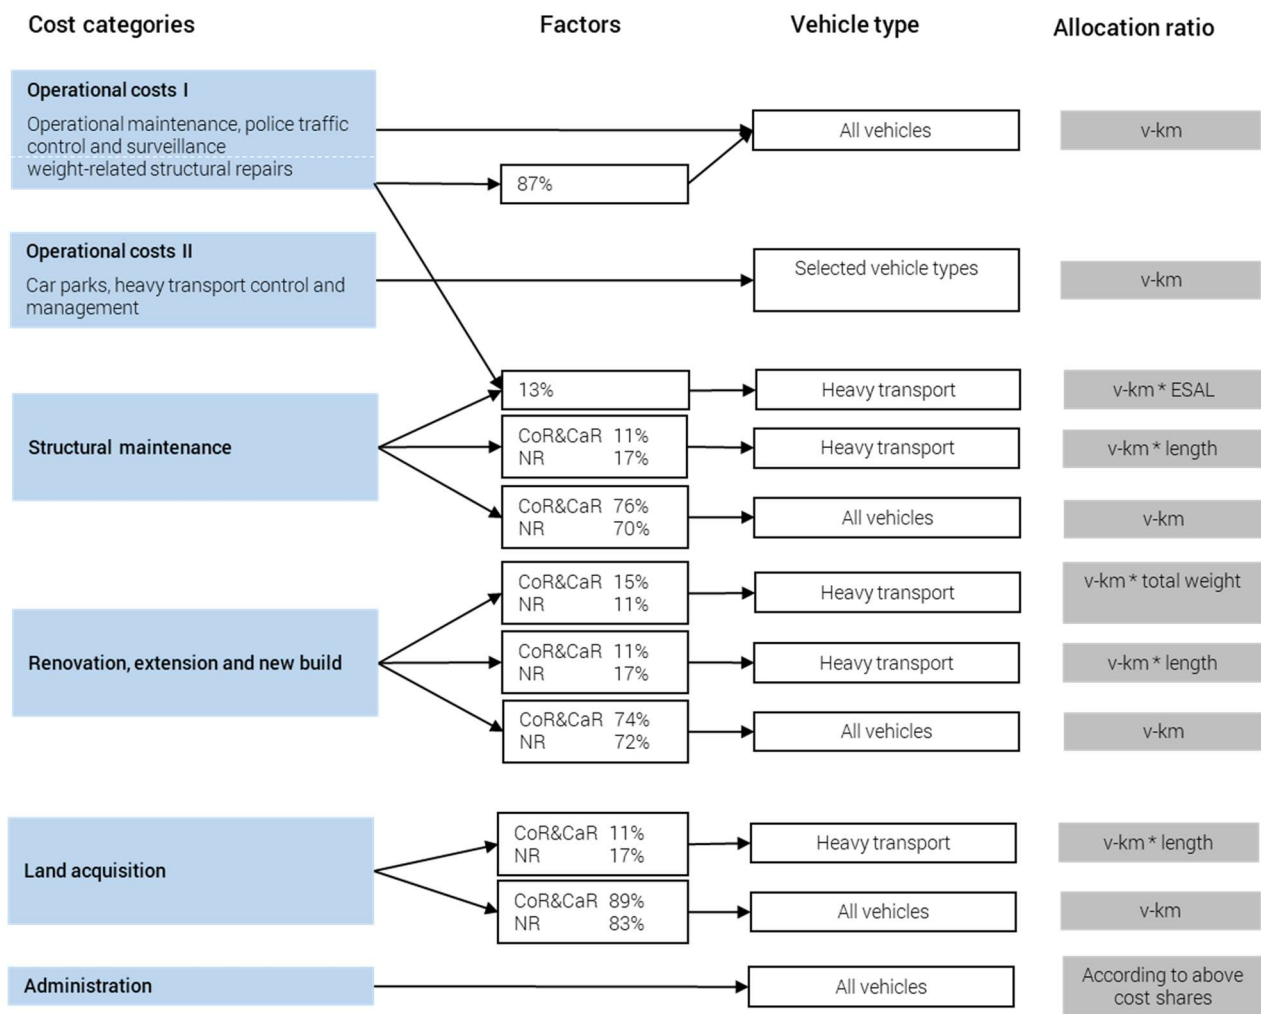 Cost categories
Factors
Vehicle type
Allocation ratio
Operational costs I
Operational maintenance, police traffic
control and surveillance
weight-related structural repairs
All vehicles
v-km
87%
Operational costs II
Car parks, heavy transport control and
management
Selected vehicle types
v-km
Structural maintenance
13%
Heavy transport
v-km * ESAL
CoR&CaR 11%
NR 17%
Heavy transport
v-km * length
CoR&CaR 76%
NR 70%
All vehicles
v-km
Renovation, extension and new build
CoR&CaR 15%
NR 11%
Heavy transport
v-km * total weight
CoR&CaR 11%
NR 17%
Heavy transport
v-km * length
CoR&CaR 74%
NR 72%
All vehicles
v-km
Land acquisition
CoR&CaR 11%
NR 17%
Heavy transport
v-km * length
CoR&CaR 89%
NR 83%
All vehicles
v-km
Administration
All vehicles
According to above
cost shares